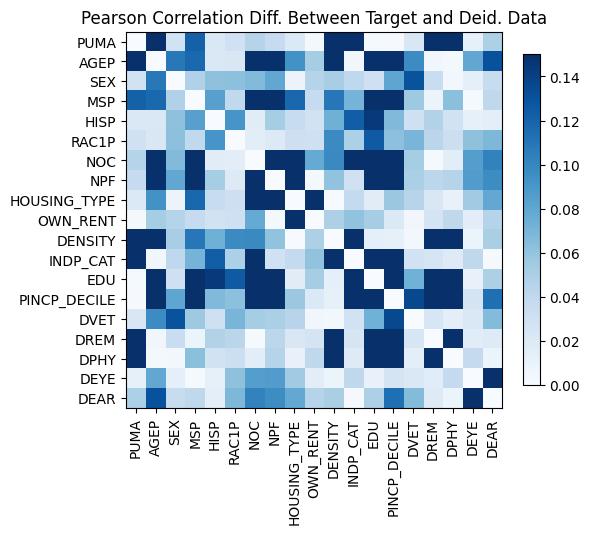 Pearson Correlation Diff. Between Target and Deid. Data
PUMA
AGEP
SEX
MSP
HISP
RAC1P
NOC
NPF
HOUSING_TYPE
OWN_RENT
DENSITY
INDP_CAT
EDU
PINCP_DECILE
DVET
DREM
DPHY
DEYE
DEAR
PUMA
AGEP
SEX
MSP
HISP
RAC1P
NOC
NPF
HOUSING_TYPE
OWN_RENT
DENSITY
INDP_CAT
EDU
PINCP_DECILE
DVET
DREM
DPHY
DEYE
DEAR
0.14
0.12
0.10
0.08
0.06
0.04
0.02
0.00